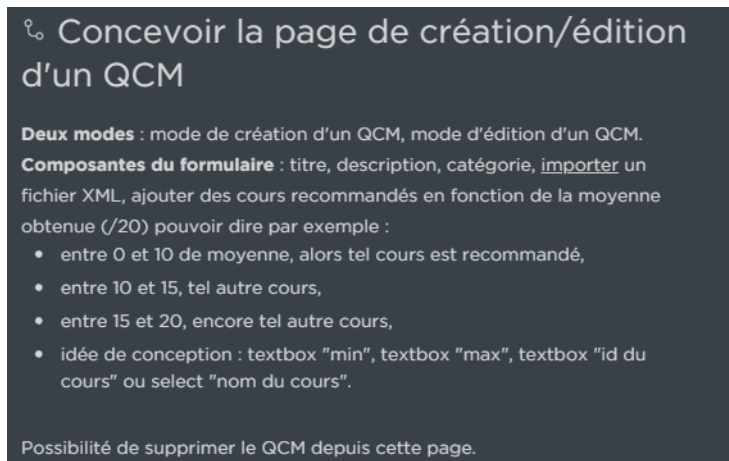 Concevoir la page de création/édition
d'un QCM
Deux modes : mode de création d'un QCM, mode d'édition d'un QCM.
Composantes du formulaire : titre, description, catégorie, importer un
fichier XML, ajouter des cours recommandés en fonction de la moyenne
obtenue (/20) pouvoir dire par exemple :
• entre 0 et 10 de moyenne, alors tel cours est recommandé,
• entre 10 et 15, tel autre cours,
• entre 15 et 20, encore tel autre cours,
• idée de conception : textbox "min", textbox "max", textbox "id du
cours" ou select "nom du cours".
Possibilité de supprimer le QCM depuis cette page.